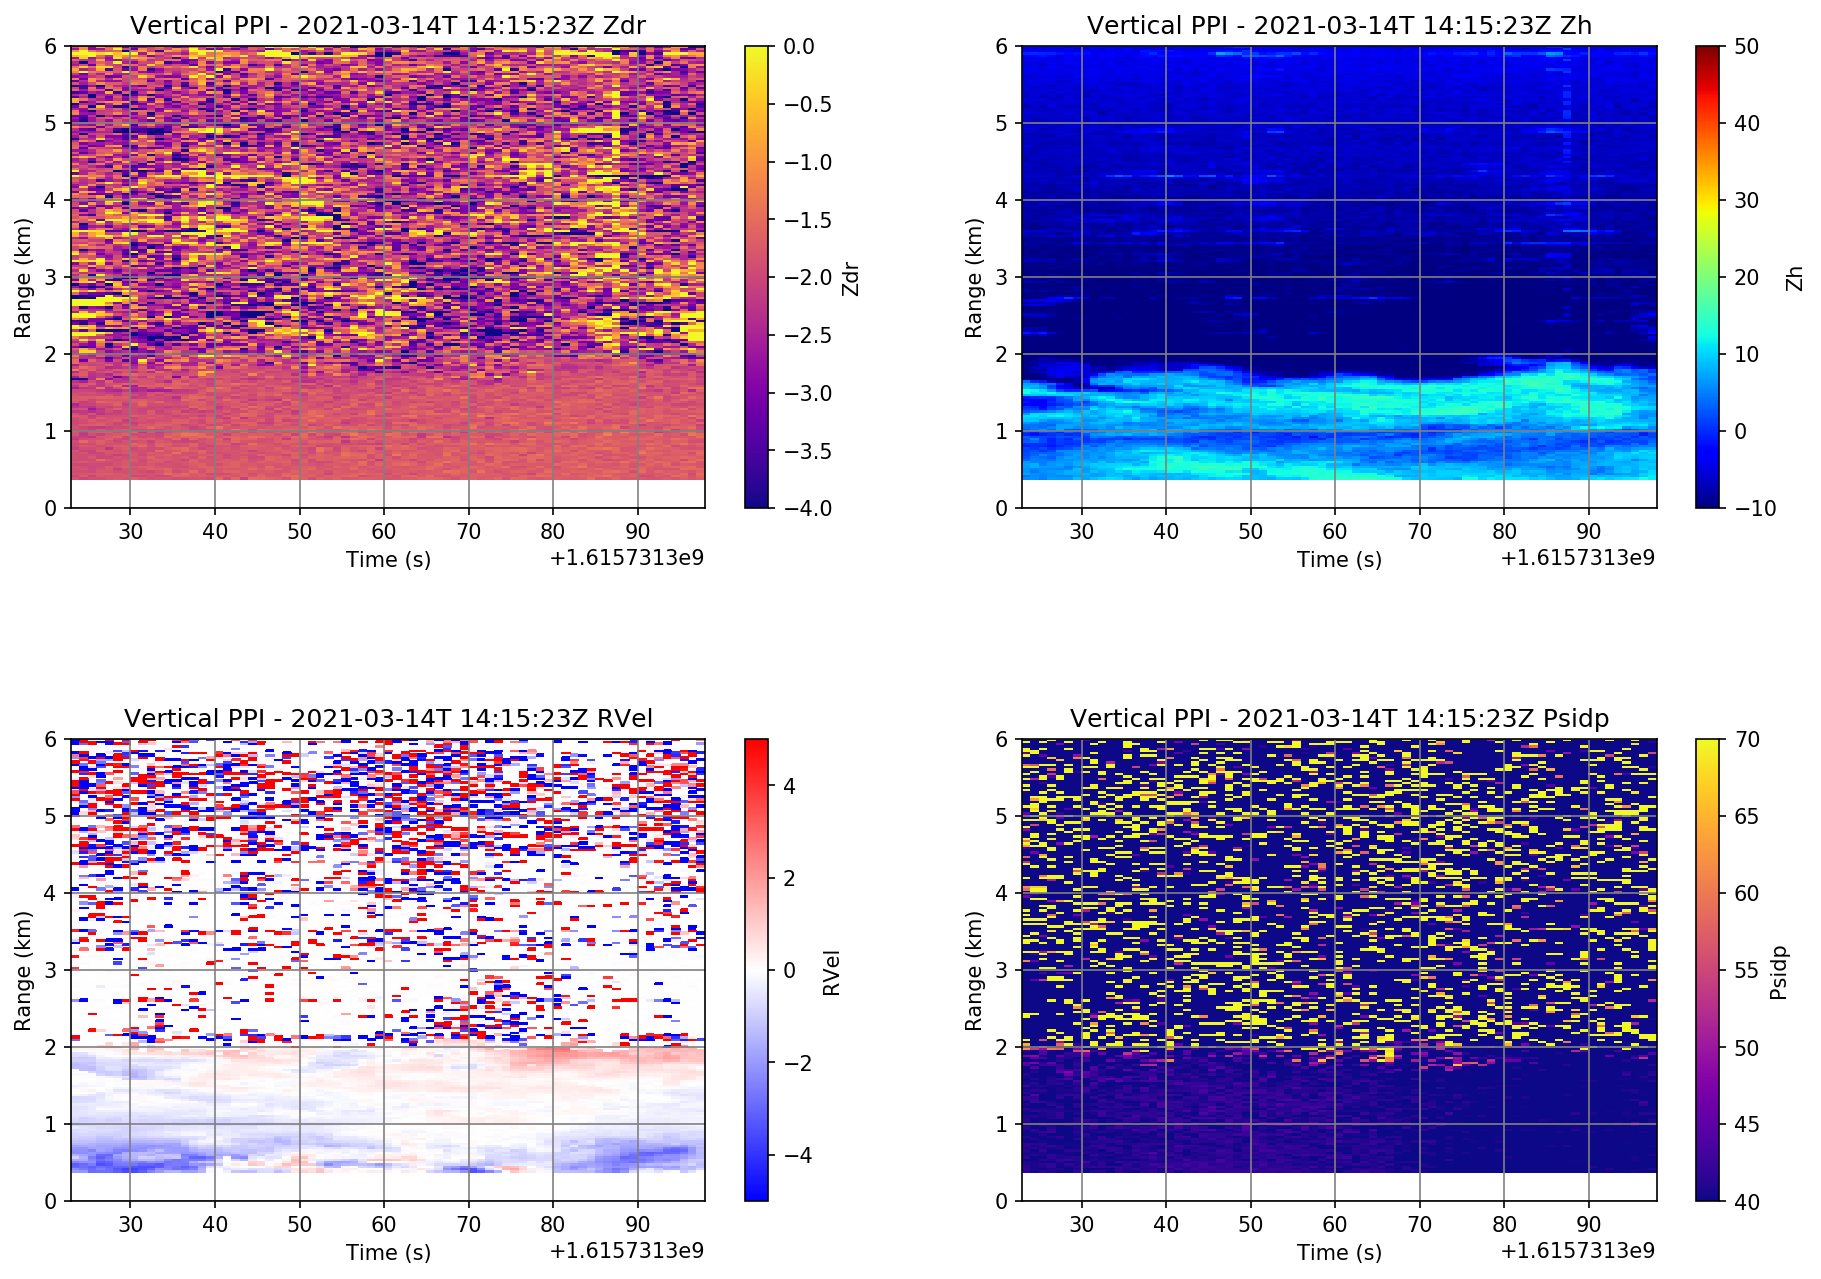 Vertical PPI - 2021-03-14T 14:15:23Z Zdr
6
5
4
3
2
1
0
Range (km)
30 40 50 60 70 80 90
Time (s)
+1.6157313e9
0.0
−0.5
−1.0
−1.5
−2.0
−2.5
−3.0
−3.5
−4.0
Zdr
Vertical PPI - 2021-03-14T 14:15:23Z Zh
6
5
4
3
2
1
0
Range (km)
30 40 50 60 70 80 90
Time (s)
+1.6157313e9
50
40
30
20
10
0
−10
Zh
Vertical PPI - 2021-03-14T 14:15:23Z RVel
6
5
4
3
2
1
0
Range (km)
30 40 50 60 70 80 90
Time (s)
+1.6157313e9
4
2
0
−2
−4
RVel
Vertical PPI - 2021-03-14T 14:15:23Z Psidp
6
5
4
3
2
1
0
Range (km)
30 40 50 60 70 80 90
Time (s)
+1.6157313e9
70
65
60
55
50
45
40
Psidp